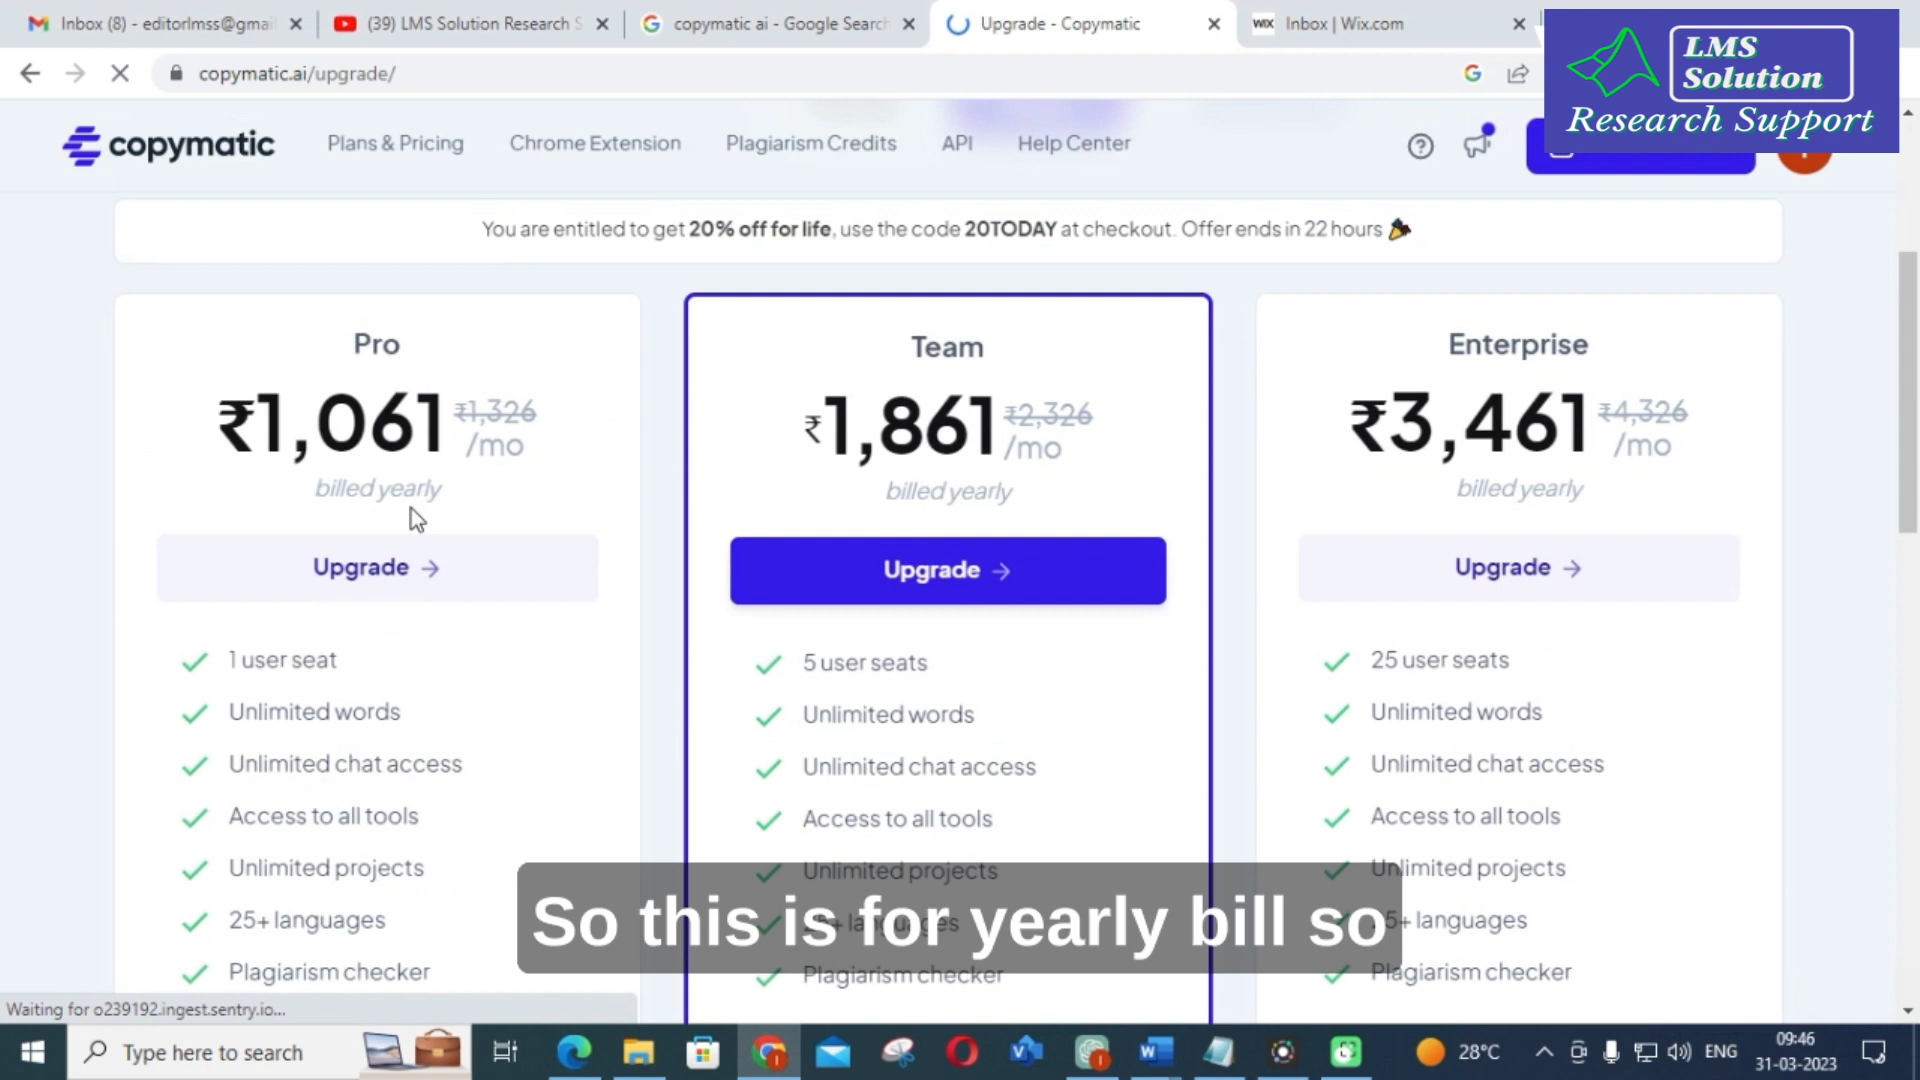 Inbox (8) - editorlmss@gmai
(39) LMS Solution Research S
copymatic ai - Google Search
Upgrade - Copymatic
WIX Inbox | Wix.com
copymatic.ai/upgrade/
LMS
Solution
Research Support
copymatic
Plans & Pricing
Chrome Extension
Plagiarism Credits
API
Help Center
You are entitled to get 20% off for life, use the code 20TODAY at checkout. Offer ends in 22 hours
Pro
₹1,061 ₹1,326 /mo
billed yearly
Upgrade →
1 user seat
Unlimited words
Unlimited chat access
Access to all tools
Unlimited projects
25+ languages
Plagiarism checker
Team
₹1,861 ₹2,326 /mo
billed yearly
Upgrade →
5 user seats
Unlimited words
Unlimited chat access
Access to all tools
Unlimited projects
25+ languages
Plagiarism checker
Enterprise
₹3,461 ₹4,326 /mo
billed yearly
Upgrade →
25 user seats
Unlimited words
Unlimited chat access
Access to all tools
Unlimited projects
25+ languages
Plagiarism checker
So this is for yearly bill so
Waiting for o239192.ingest.sentry.io...
Type here to search
28°C
ENG
09:46
31-03-2023